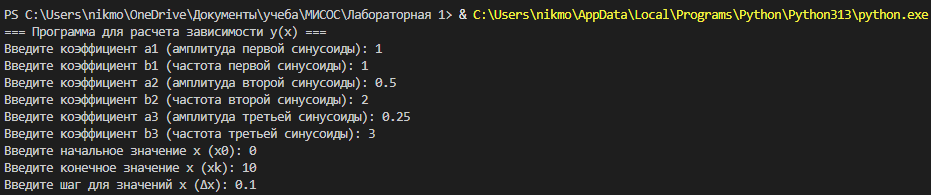 PS C:\Users\nikmo\OneDrive\Документы\учеба\МИСОС\Лабораторная 1> & C:\Users\nikmo\AppData\Local\Programs\Python\Python313\python.exe
=== Программа для расчета зависимости y(x) ===
Введите коэффициент a1 (амплитуда первой синусоиды): 1
Введите коэффициент b1 (частота первой синусоиды): 1
Введите коэффициент a2 (амплитуда второй синусоиды): 0.5
Введите коэффициент b2 (частота второй синусоиды): 2
Введите коэффициент a3 (амплитуда третьей синусоиды): 0.25
Введите коэффициент b3 (частота третьей синусоиды): 3
Введите начальное значение x (x0): 0
Введите конечное значение x (xk): 10
Введите шаг для значений x (Δx): 0.1